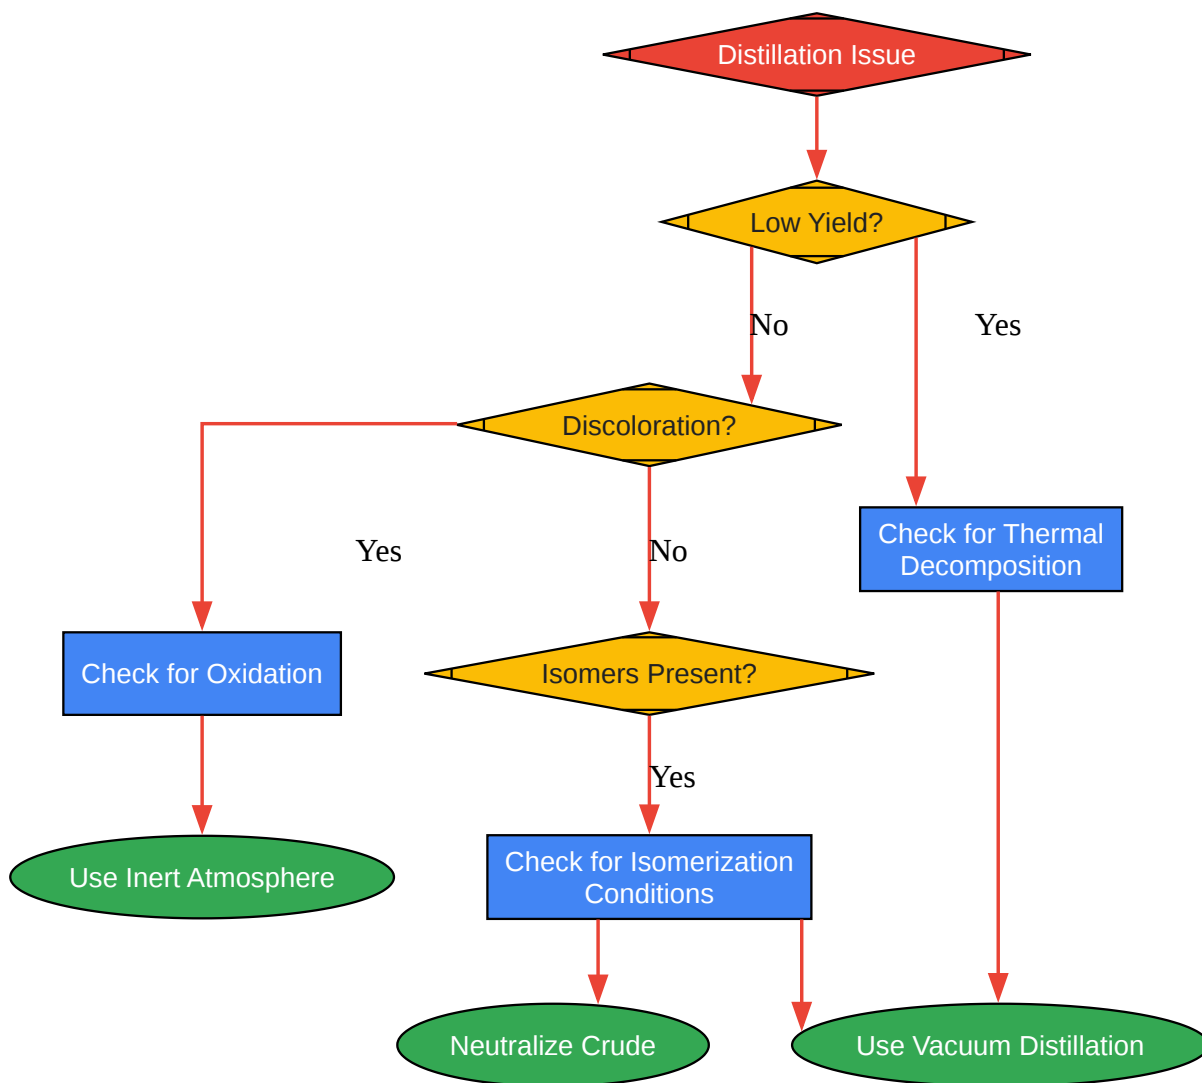 Distillation Issue
Low Yield?
No
Yes
Discoloration?
Check for Thermal
Decomposition
Yes
No
Check for Oxidation
Isomers Present?
Yes
Use Inert Atmosphere
Check for Isomerization
Conditions
Neutralize Crude
Use Vacuum Distillation